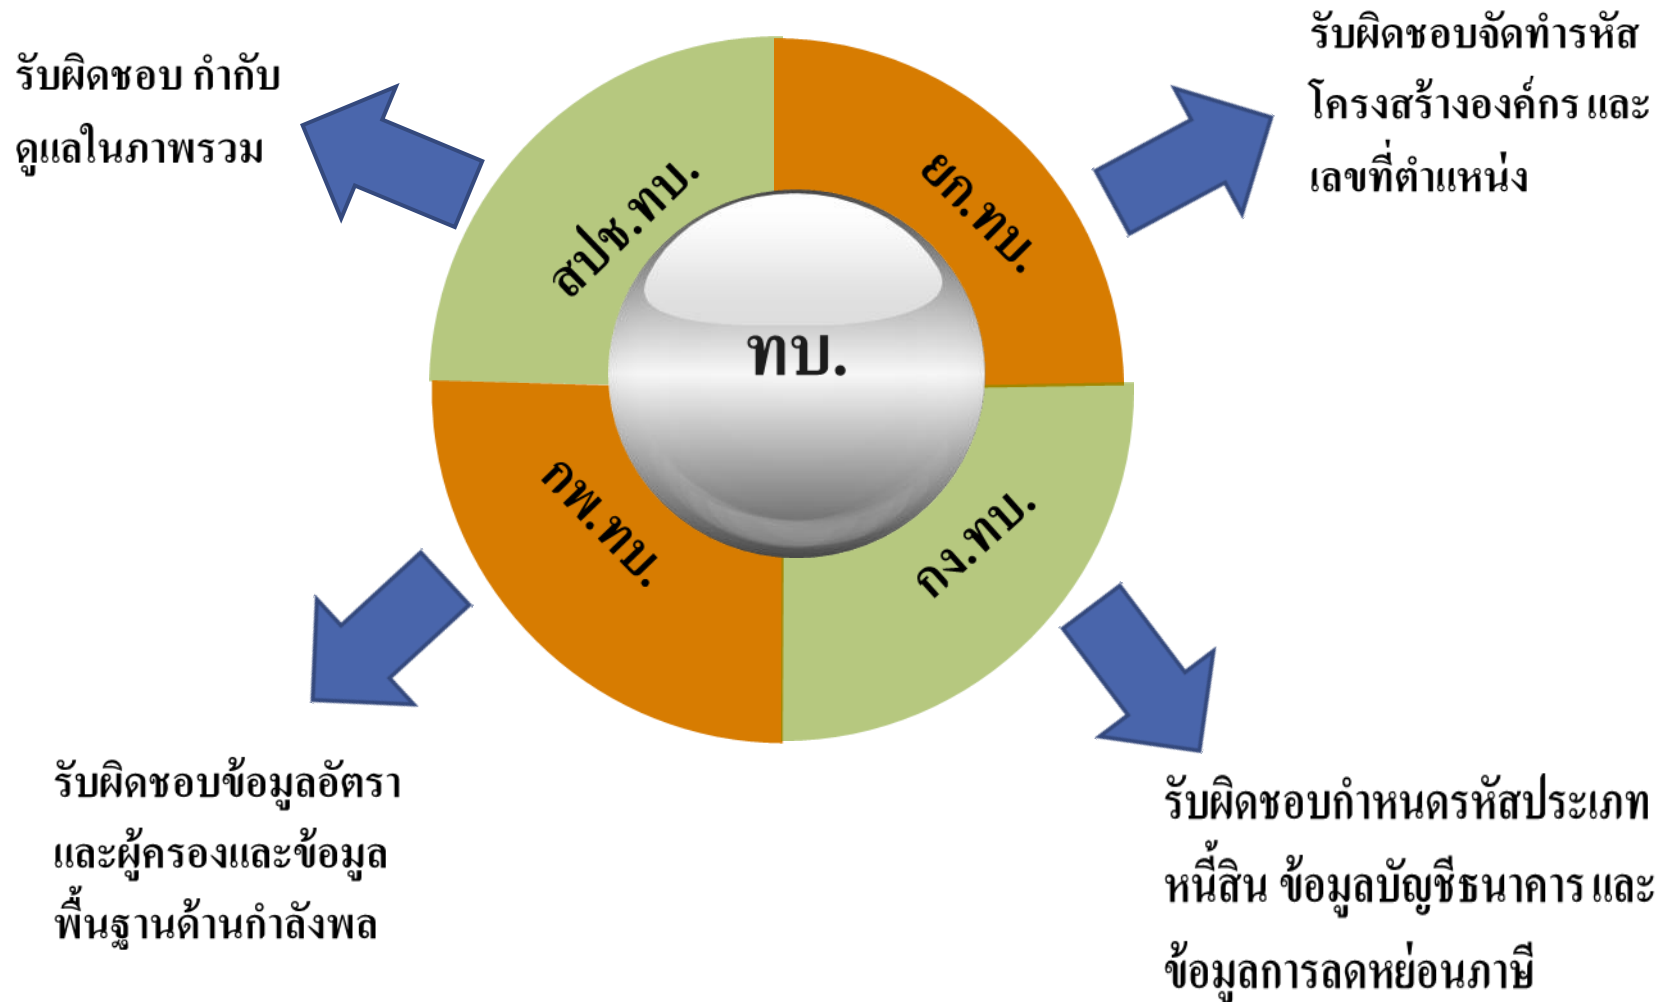 รับผิดชอบ กำกับ
ดูแลในภาพรวม
รับผิดชอบจัดทำรหัส
โครงสร้างองค์กร และ
เลขที่ตำแหน่ง
สปช.ทบ.
ยก.ทบ.
ทบ.
กพ.ทบ.
กง.ทบ.
รับผิดชอบข้อมูลอัตรา
และผู้ครองและข้อมูล
พื้นฐานด้านกำลังพล
รับผิดชอบกำหนดรหัสประเภท
หนี้สิน ข้อมูลบัญชีธนาคาร และ
ข้อมูลการลดหย่อนภาษี